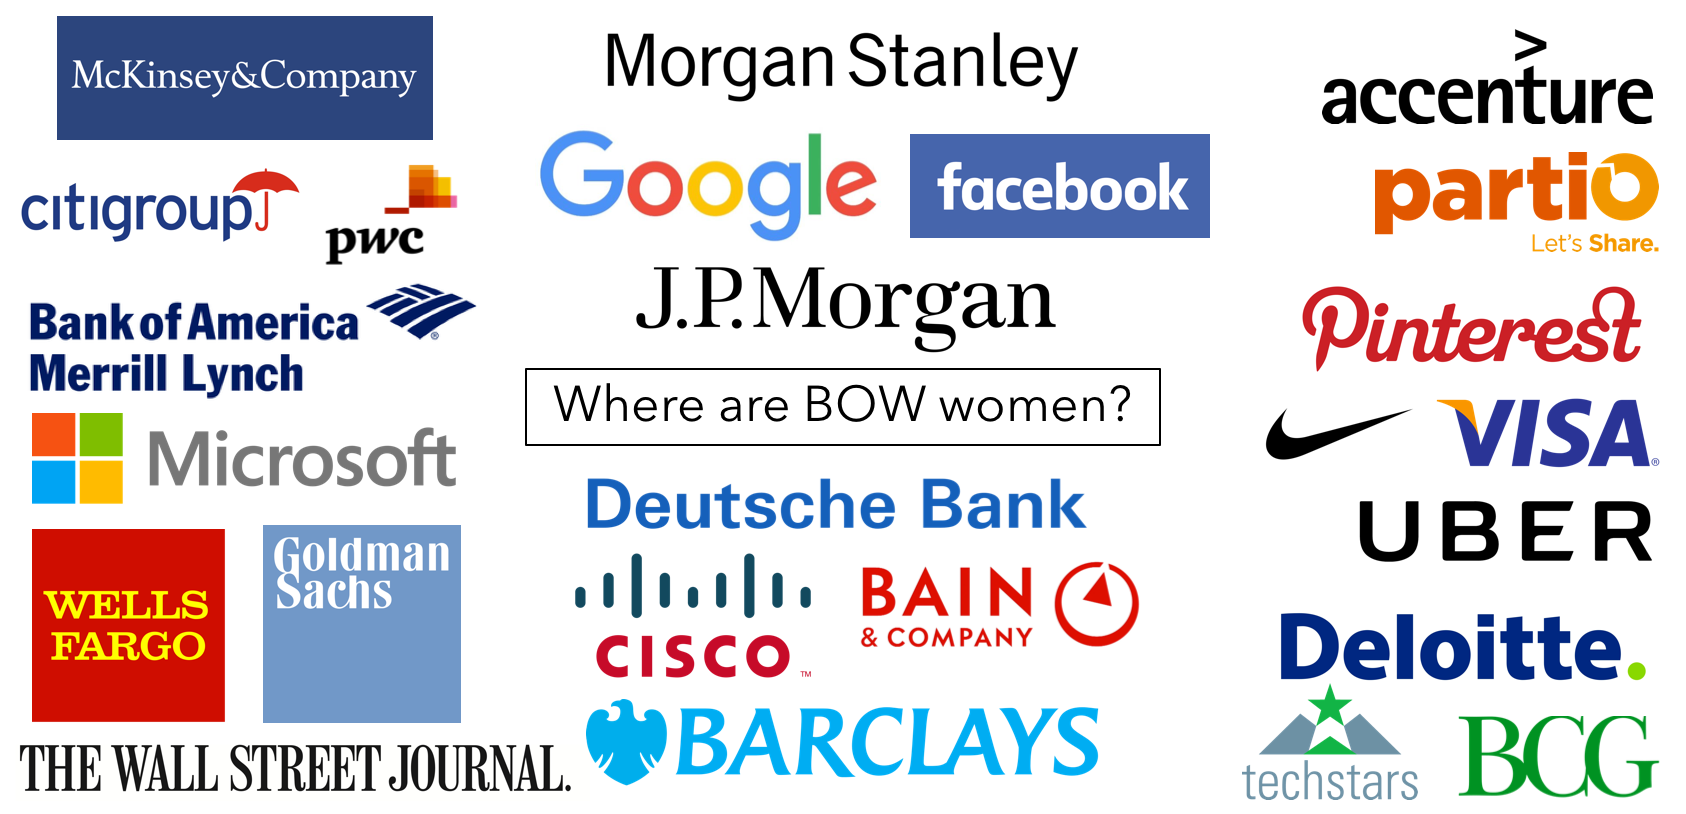 McKinsey&Company
citigroup
pwc
Bank of America
Merrill Lynch
®
Microsoft
WELLS
FARGO
Goldman
Sachs
THE WALL STREET JOURNAL.
Morgan Stanley
Google
facebook
J.P.Morgan
Where are BOW women?
Deutsche Bank
CISCO
TM
BAIN
& COMPANY
BARCLAYS
>
accenture
partio
Let's Share.
Pinterest
VISA®
UBER
Deloitte.
techstars
BCG